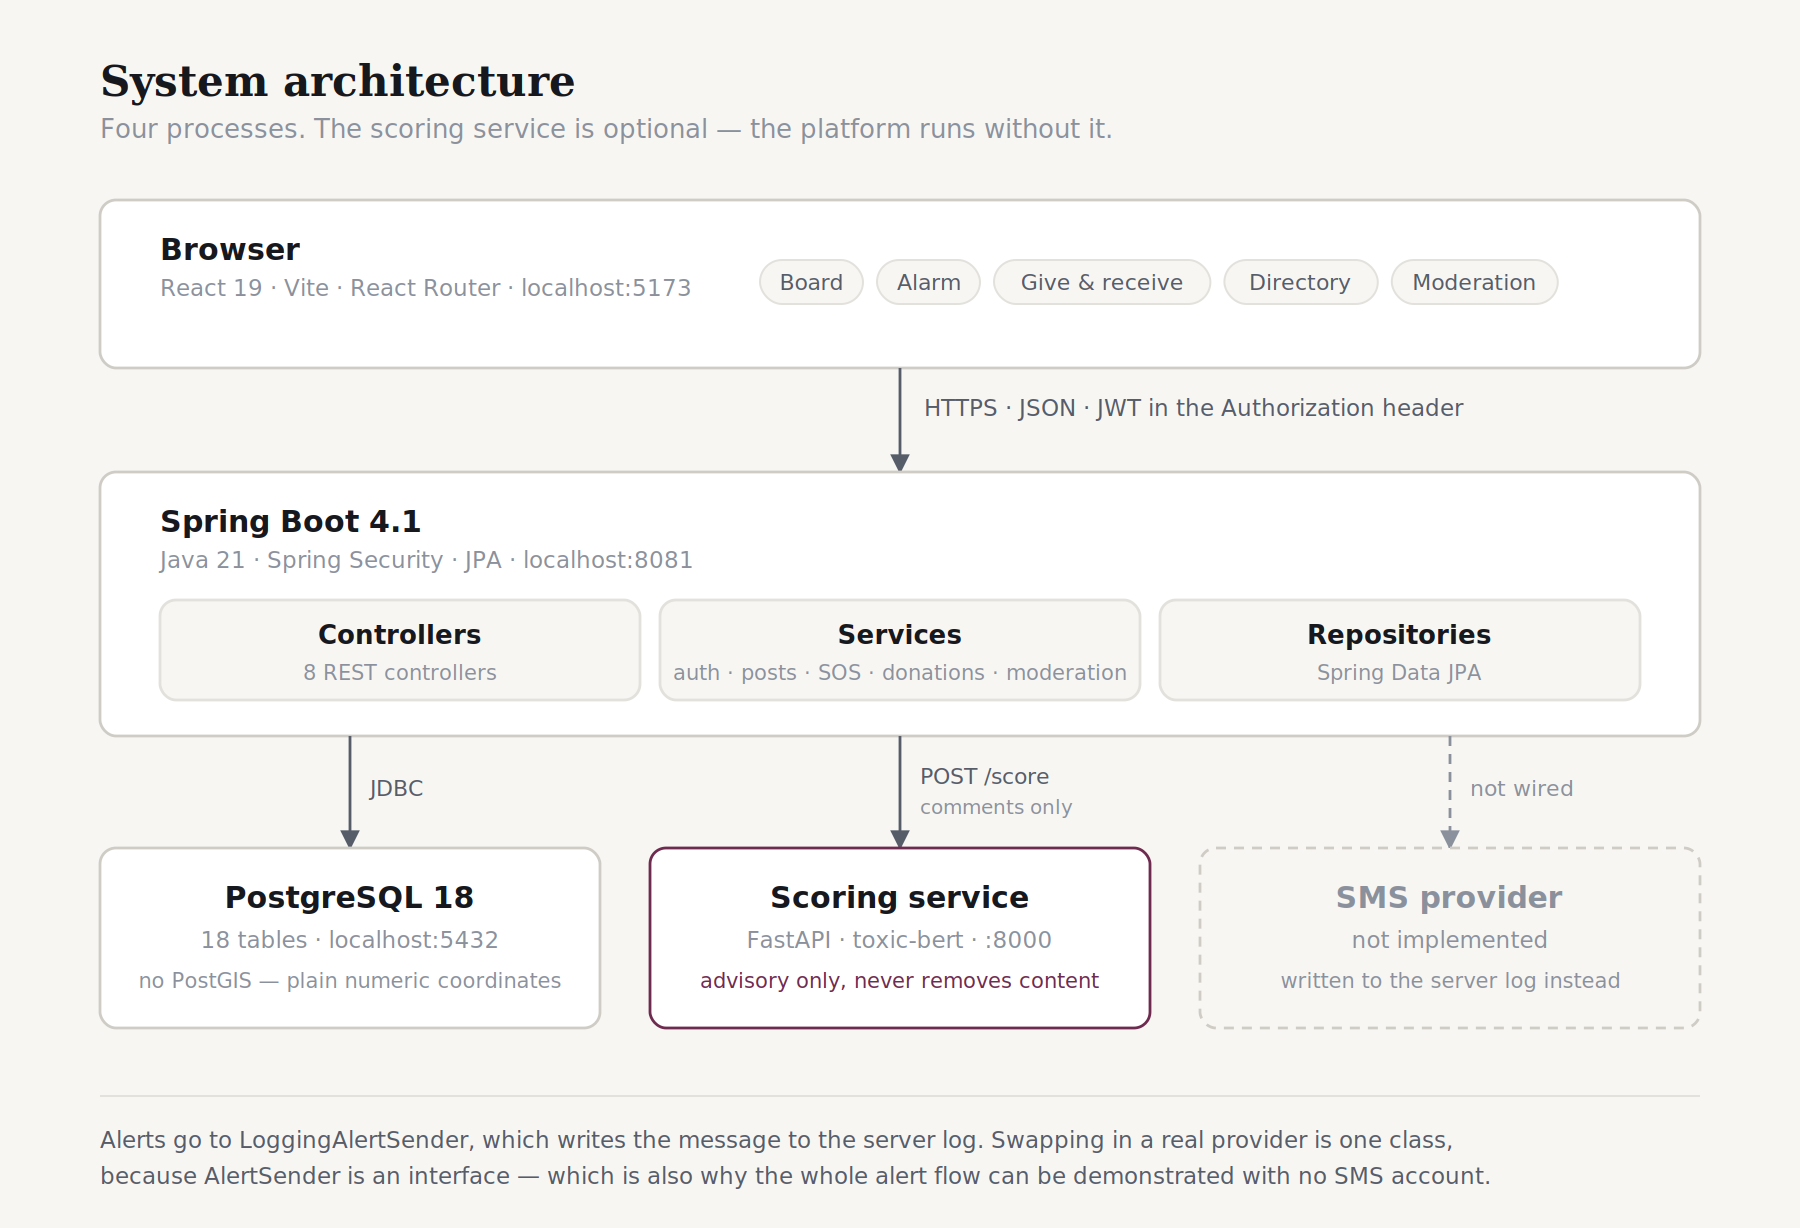 System architecture
Four processes. The scoring service is optional — the platform runs without it.
Browser
React 19 · Vite · React Router · localhost:5173
Board
Alarm
Give & receive
Directory
Moderation
HTTPS · JSON · JWT in the Authorization header
Spring Boot 4.1
Java 21 · Spring Security · JPA · localhost:8081
Controllers
8 REST controllers
Services
auth · posts · SOS · donations · moderation
Repositories
Spring Data JPA
JDBC
POST /score
comments only
not wired
PostgreSQL 18
18 tables · localhost:5432
no PostGIS — plain numeric coordinates
Scoring service
FastAPI · toxic-bert · :8000
advisory only, never removes content
SMS provider
not implemented
written to the server log instead
Alerts go to LoggingAlertSender, which writes the message to the server log. Swapping in a real provider is one class,
because AlertSender is an interface — which is also why the whole alert flow can be demonstrated with no SMS account.